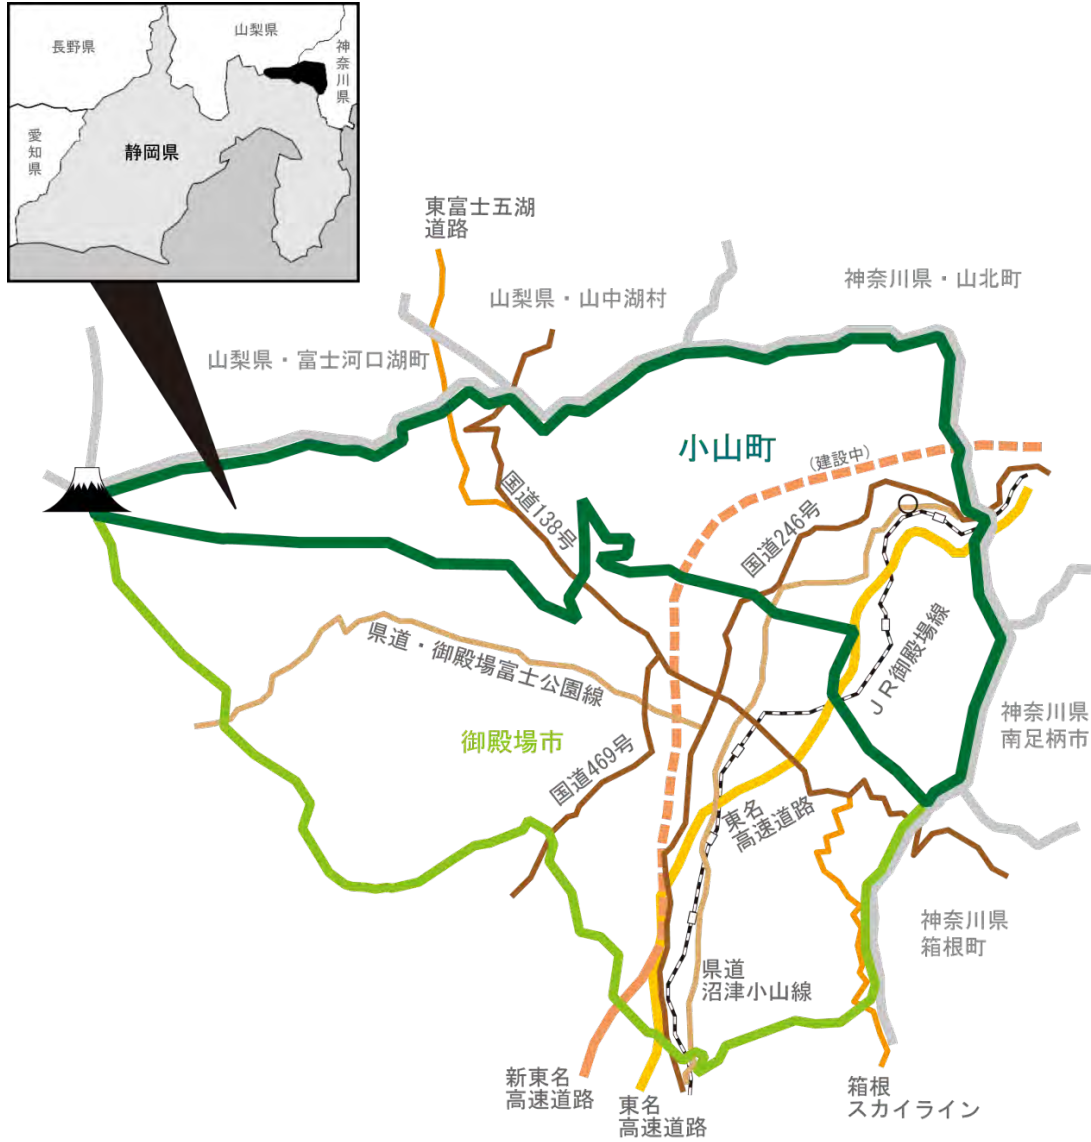 山梨県
長野県
神奈川県
愛知県
静岡県
東富士五湖
道路
神奈川県・山北町
山梨県・山中湖村
山梨県・富士河口湖町
小山町
(建設中)
国道138号
国道246号
県道・御殿場富士公園線
JR御殿場線
神奈川県
南足柄市
御殿場市
国道469号
東名
高速道路
神奈川県
箱根町
県道
沼津小山線
新東名
高速道路
東名
高速道路
箱根
スカイライン